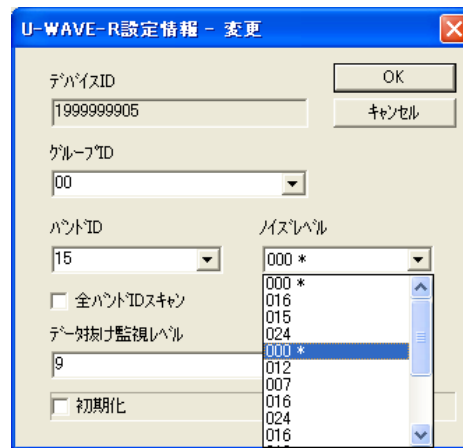 U-WAVE-R設定情報 - 変更
デバイスID
OK
1999999905
キャンセル
グループID
00
バンドID
ノイズレベル
15
000 *
全バンドIDスキャン
データ抜け監視レベル
9
初期化
000 *
016
015
024
000 *
012
007
016
024
016